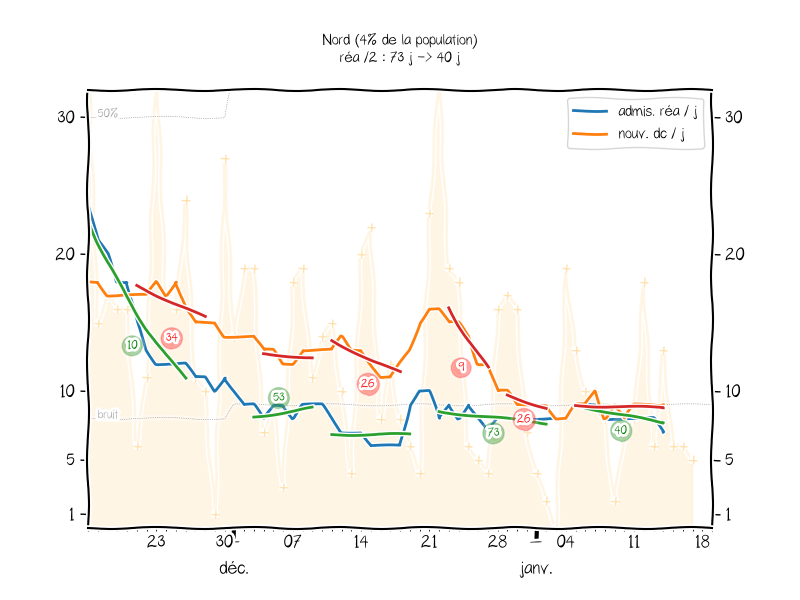 Nord (4% de la population)
réa /2 : 73 j -> 40 j
50%
bruit
admis. réa / j
nouv. dc / j
30
20
10
5
1
30
20
10
5
1
10
34
53
26
9
73
26
40
23 30 07 14 21 28 04 11 18
déc. janv.